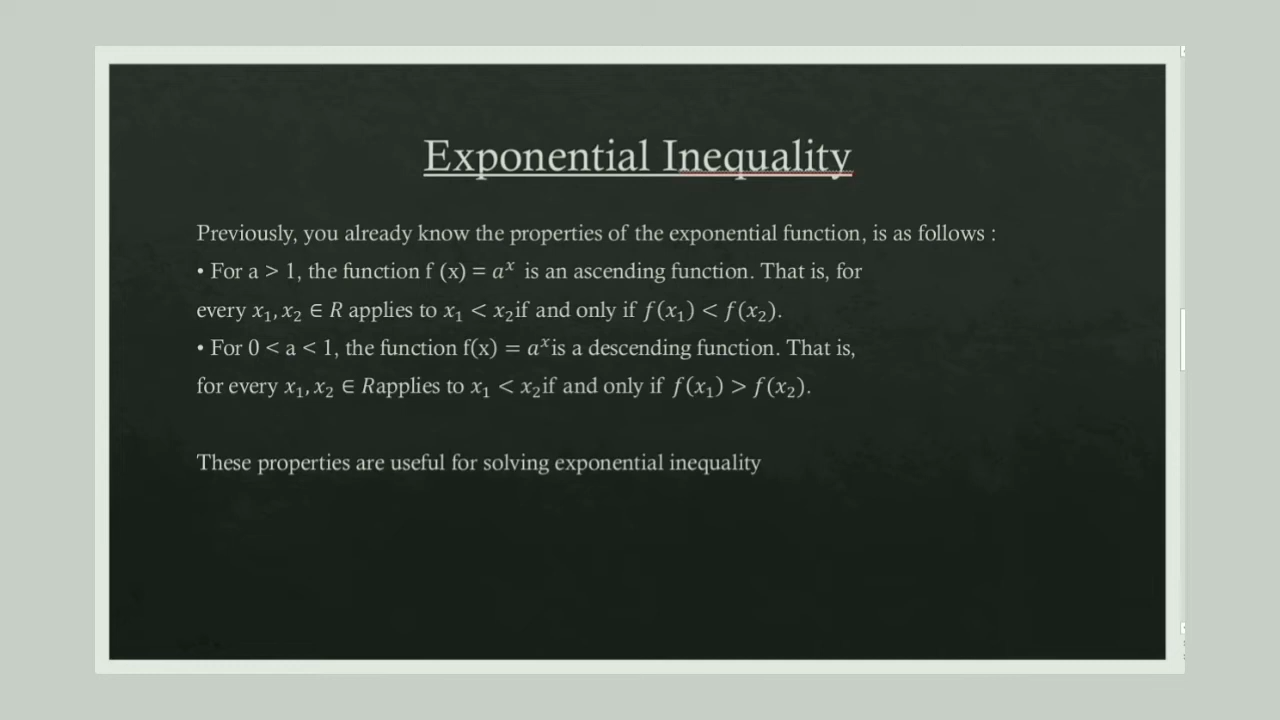 Exponential Inequality
Previously, you already know the properties of the exponential function, is as follows :
• For a > 1, the function f (x) = aˣ is an ascending function. That is, for
every x₁, x₂ ∈ R applies to x₁ < x₂if and only if f(x₁) < f(x₂).
• For 0 < a < 1, the function f(x) = aˣis a descending function. That is,
for every x₁, x₂ ∈ Rapplies to x₁ < x₂if and only if f(x₁) > f(x₂).
These properties are useful for solving exponential inequality